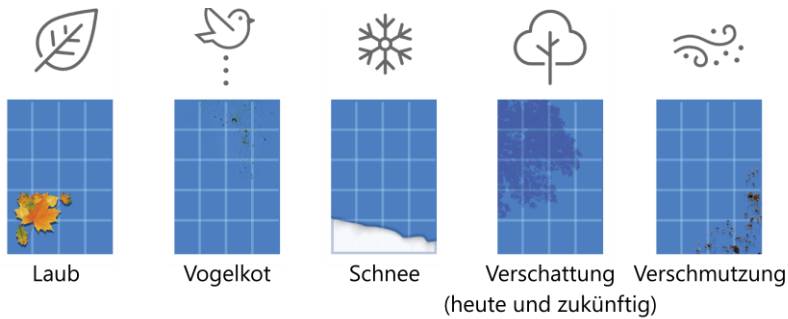 Laub
Vogelkot
Schnee
Verschattung
(heute und zukünftig)
Verschmutzung